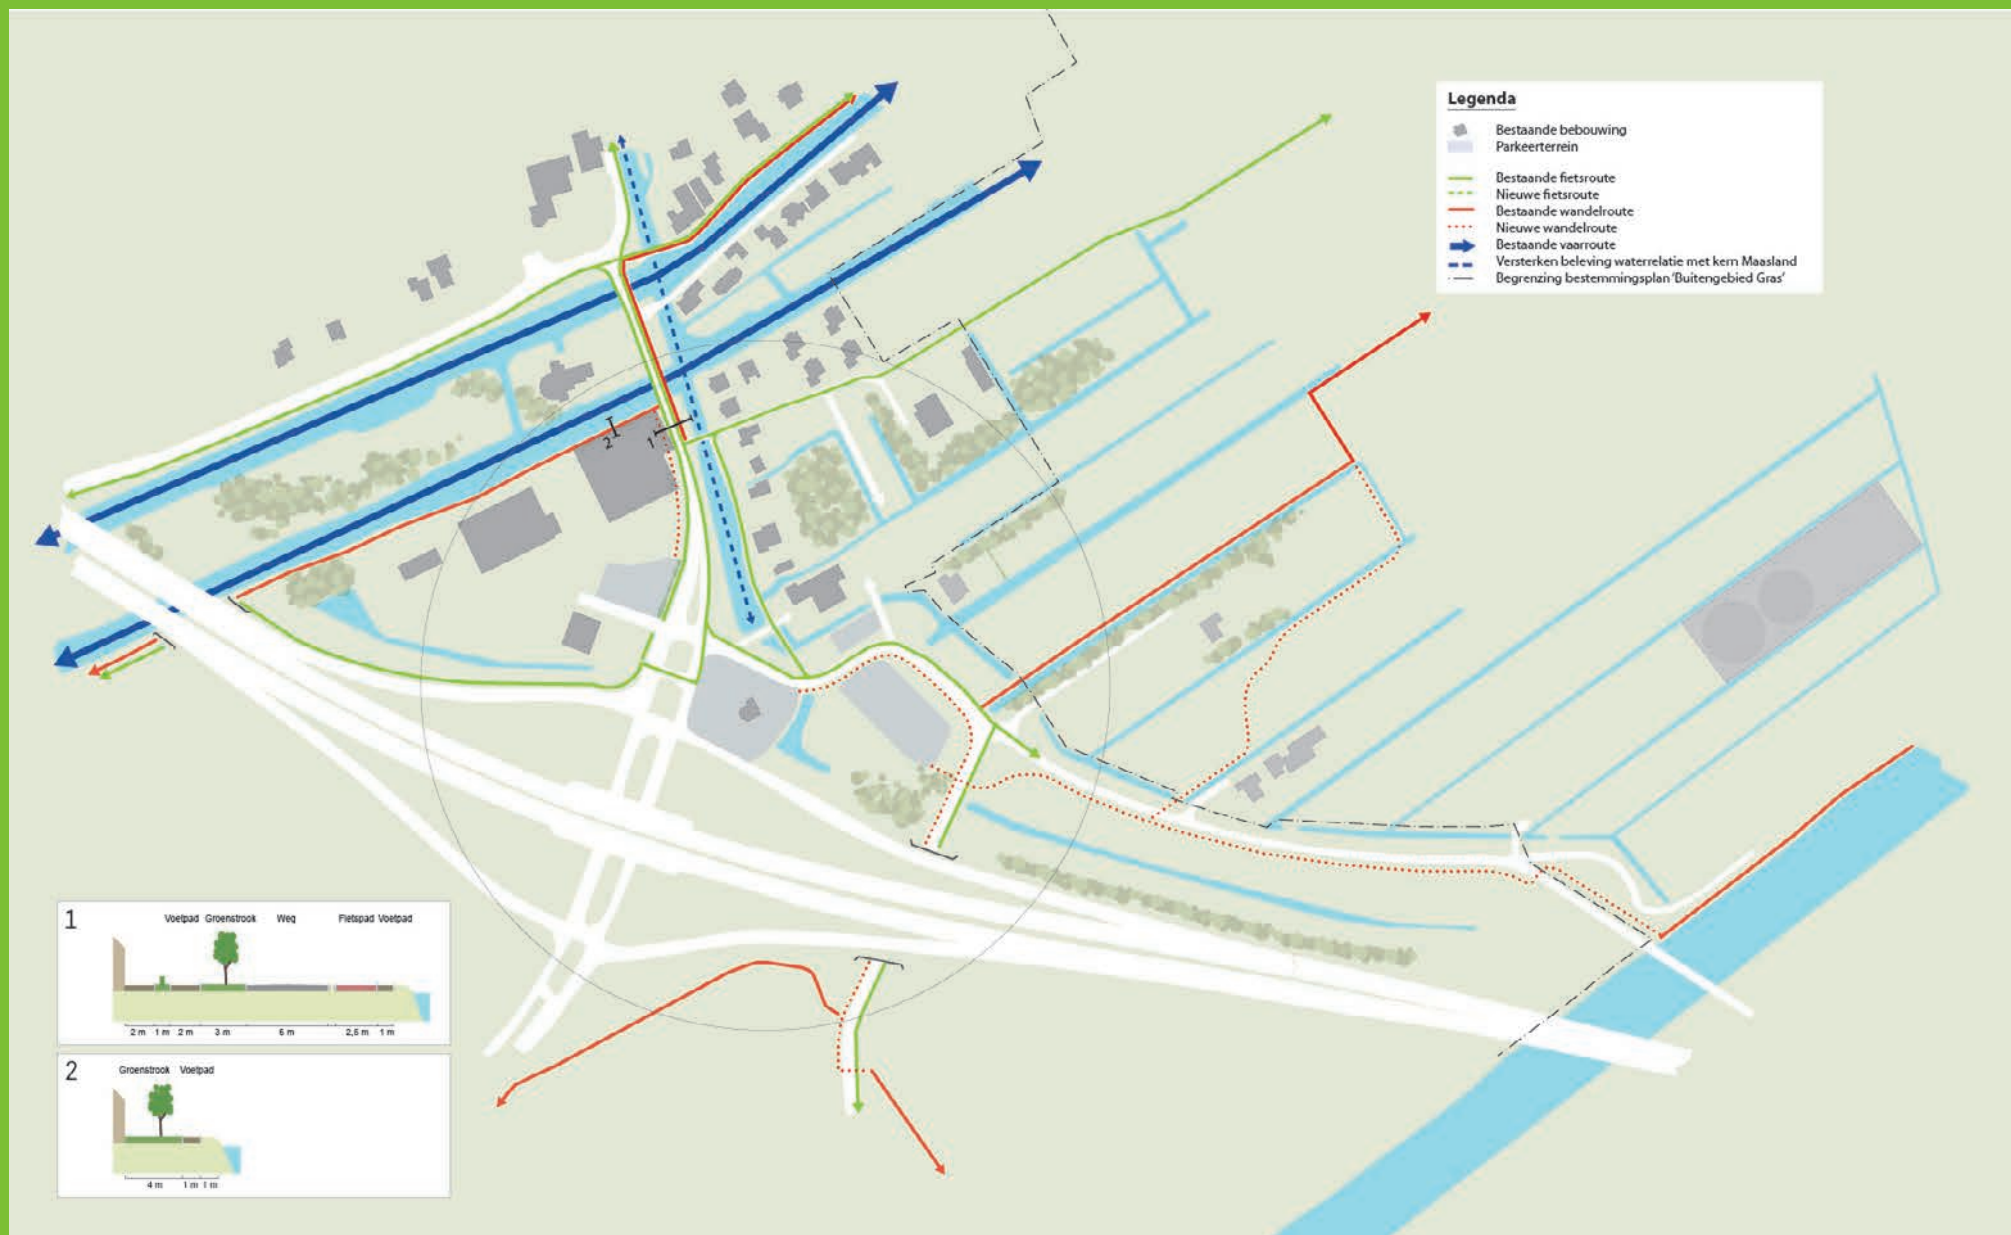 Legenda
Bestaande bebouwing
Parkeerterrein
Bestaande fietsroute
Nieuwe fietsroute
Bestaande wandelroute
Nieuwe wandelroute
Bestaande vaarroute
Versterken beleving waterrelatie met kern Maasland
Begrenzing bestemmingsplan 'Buitengebied Gras'
2
1
1
Voetpad Groenstrook Weg Fietspad Voetpad
2 m 1 m 2 m 3 m 6 m 2,5 m 1 m
2
Groenstrook Voetpad
4 m 1 m 1 m